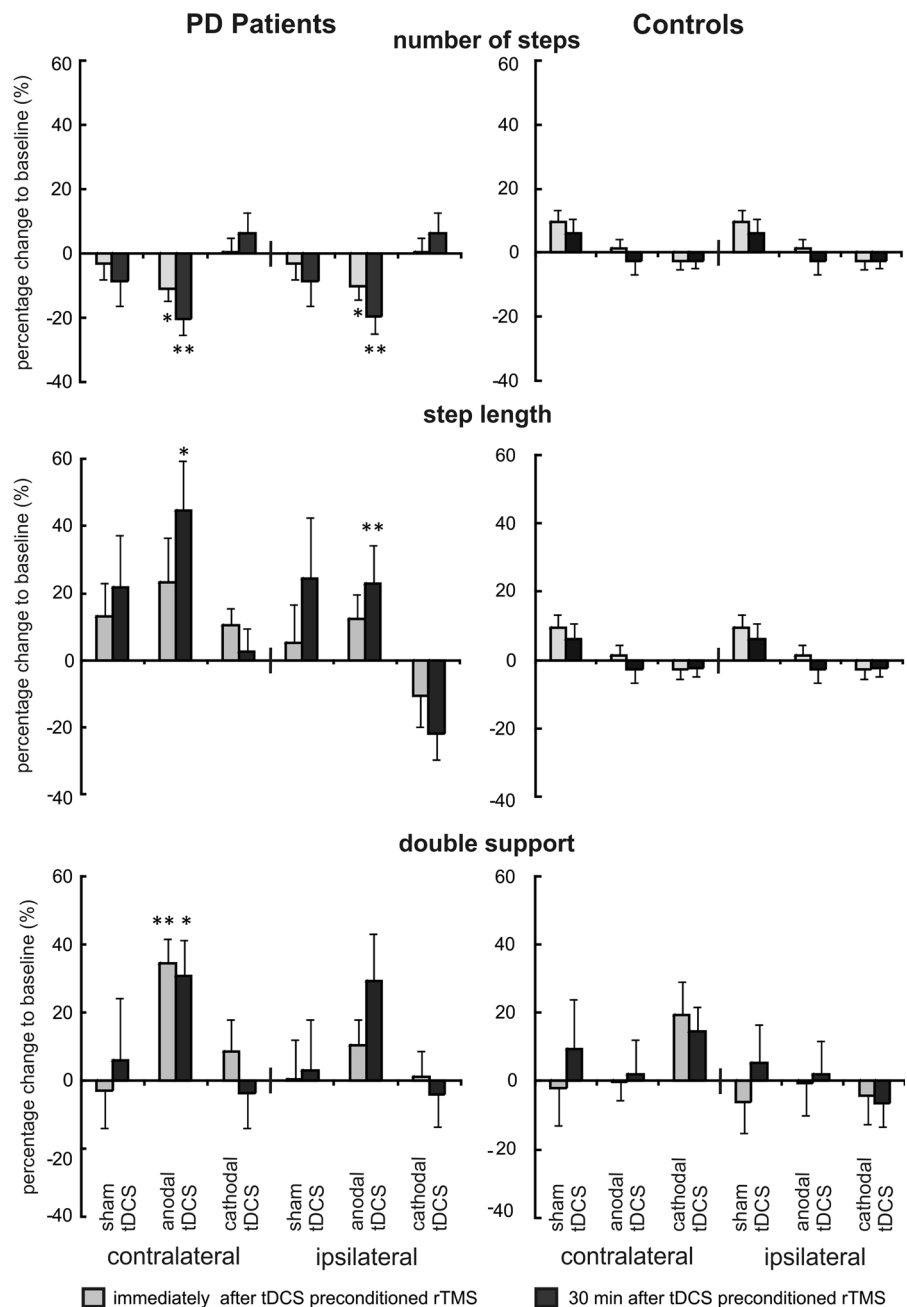 PD Patients
Controls
number of steps
percentage change to baseline (%)
60
40
20
0
-20
-40
*
**
*
**
60
40
20
0
-20
-40
step length
percentage change to baseline (%)
60
40
20
0
-20
-40
*
**
60
40
20
0
-20
-40
double support
percentage change to baseline (%)
60
40
20
0
-20
-40
** *
sham tDCS
anodal tDCS
cathodal tDCS
sham tDCS
anodal tDCS
cathodal tDCS
contralateral
ipsilateral
60
40
20
0
-20
-40
sham tDCS
anodal tDCS
cathodal tDCS
sham tDCS
anodal tDCS
cathodal tDCS
contralateral
ipsilateral
immediately after tDCS preconditioned rTMS
30 min after tDCS preconditioned rTMS